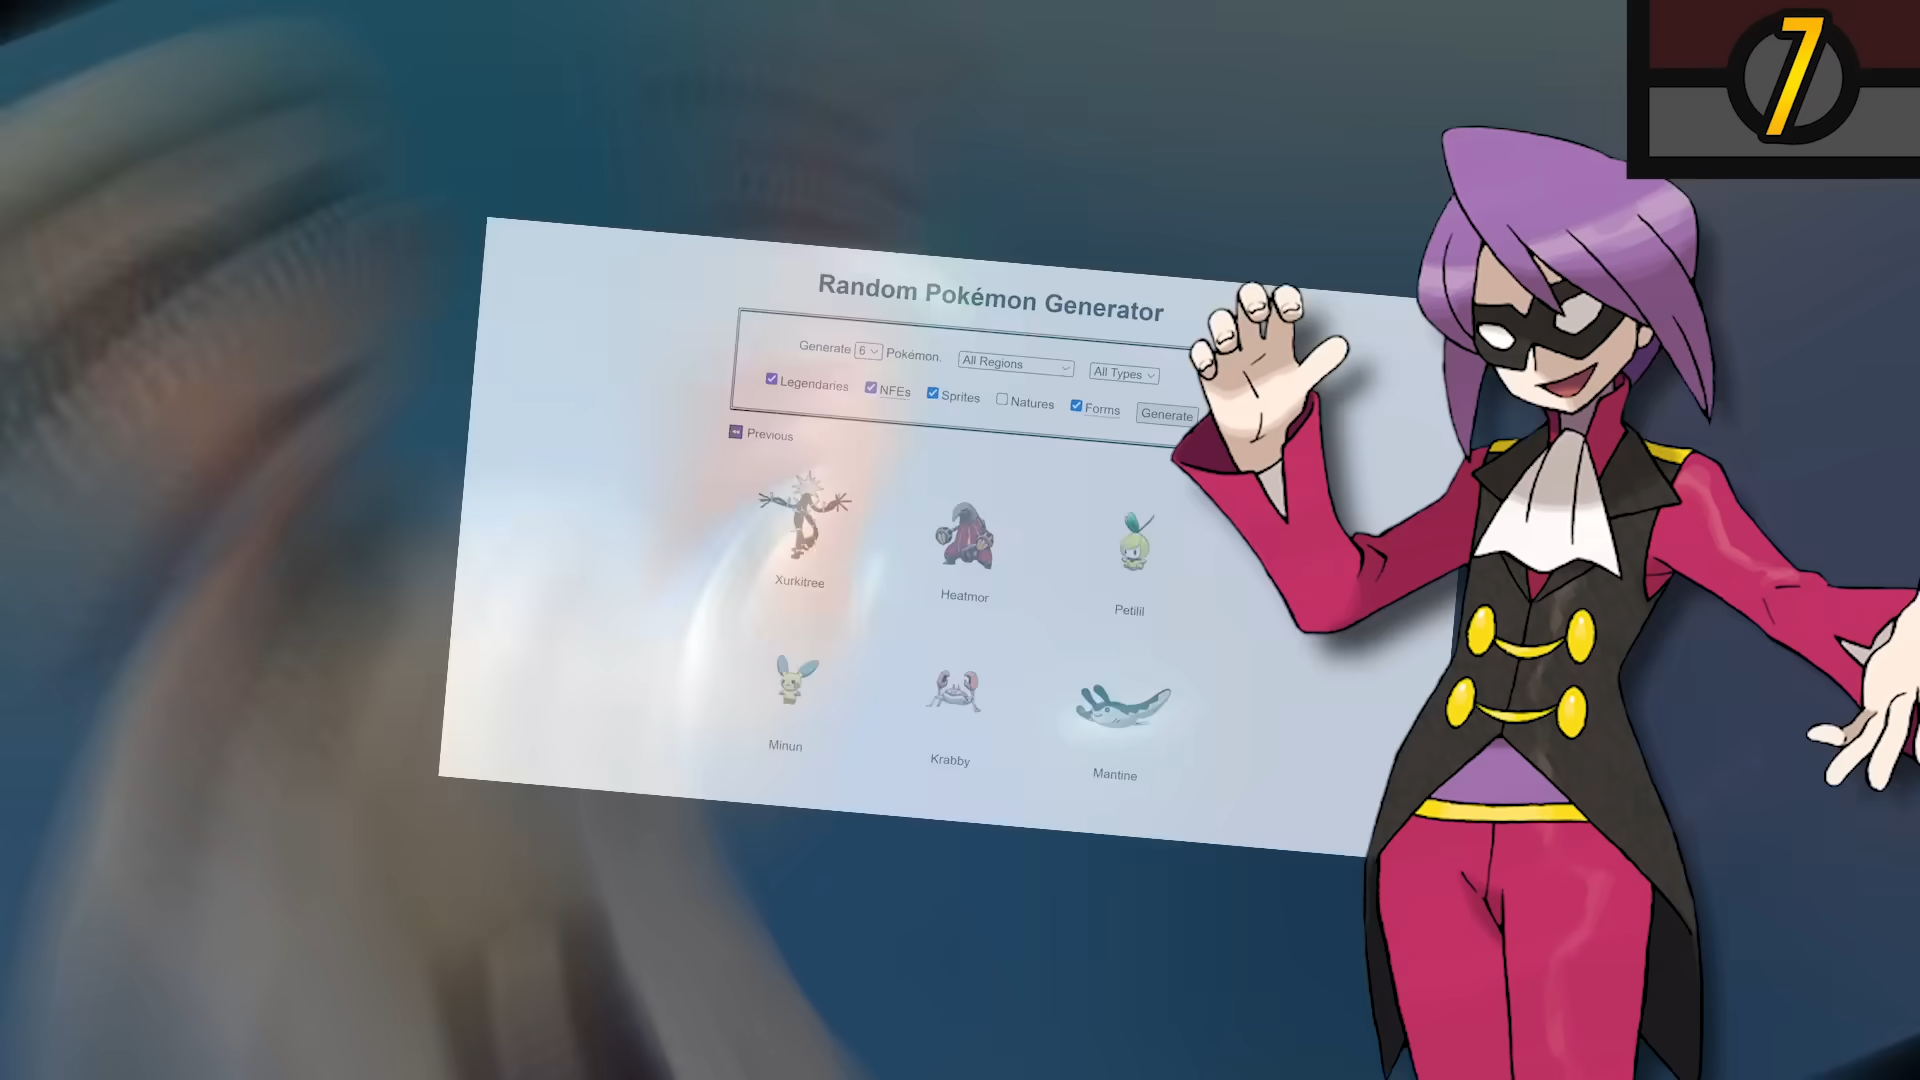 7
Random Pokémon Generator
Generate 6 Pokémon. All Regions All Types
Legendaries NFEs Sprites Natures Forms Generate
Previous
Xurkitree Heatmor Petilil
Minun Krabby Mantine